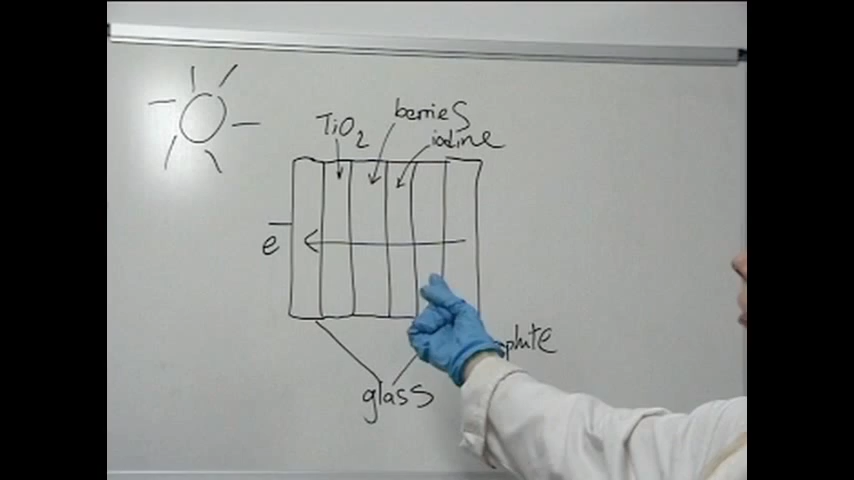 TiO2
berries
iodine
e-
glass